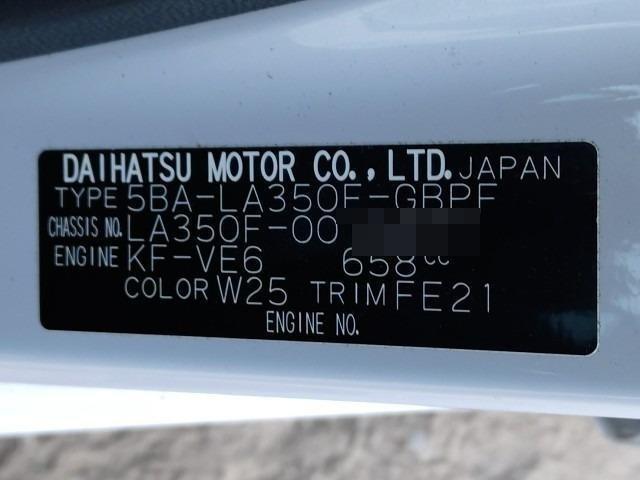 DAIHATSU MOTOR CO., LTD. JAPAN
TYPE 5BA-LA350F-GBPF
CHASSIS NO. LA350F-00
ENGINE KF-VE6 658cc
COLOR W25 TRIM FE21
ENGINE NO.